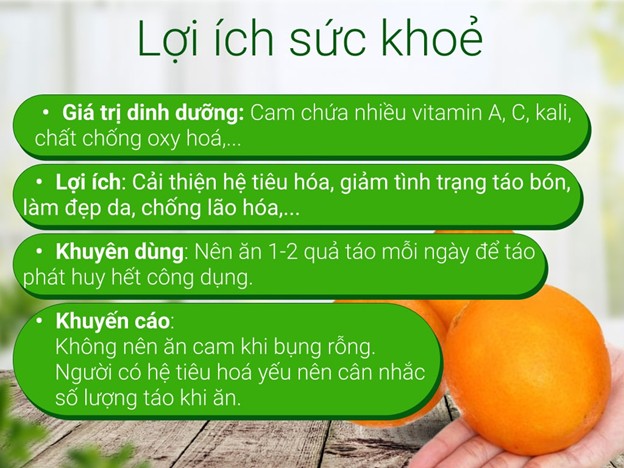 Lợi ích sức khoẻ
• Giá trị dinh dưỡng: Cam chứa nhiều vitamin A, C, kali,
chất chống oxy hoá,...
• Lợi ích: Cải thiện hệ tiêu hóa, giảm tình trạng táo bón,
làm đẹp da, chống lão hóa,...
• Khuyên dùng: Nên ăn 1-2 quả táo mỗi ngày để táo
phát huy hết công dụng.
• Khuyến cáo:
Không nên ăn cam khi bụng rỗng.
Người có hệ tiêu hoá yếu nên cân nhắc
số lượng táo khi ăn.